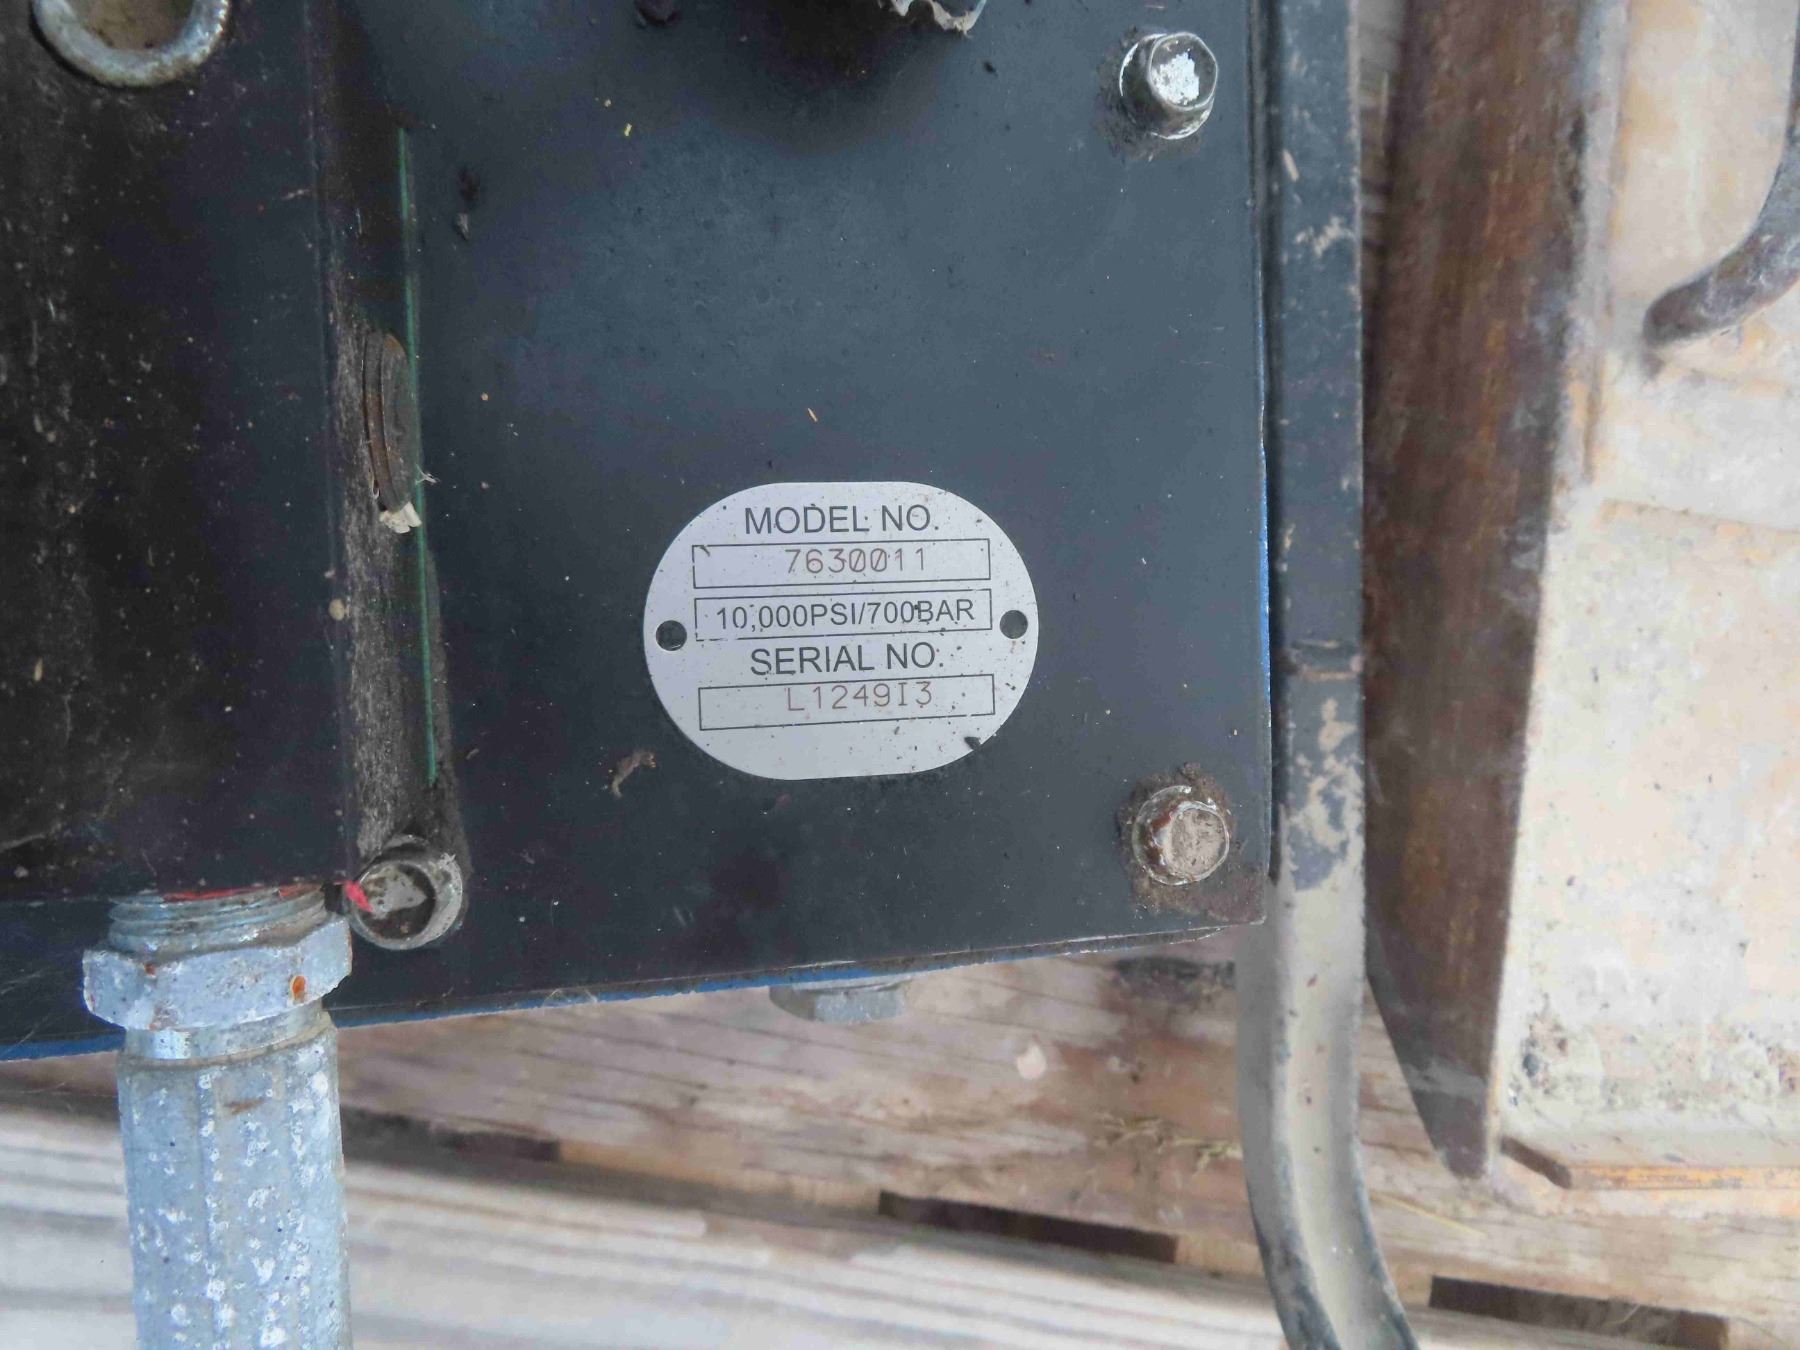 MODEL NO.
7630011
10,000PSI/700BAR
SERIAL NO.
L1249I3